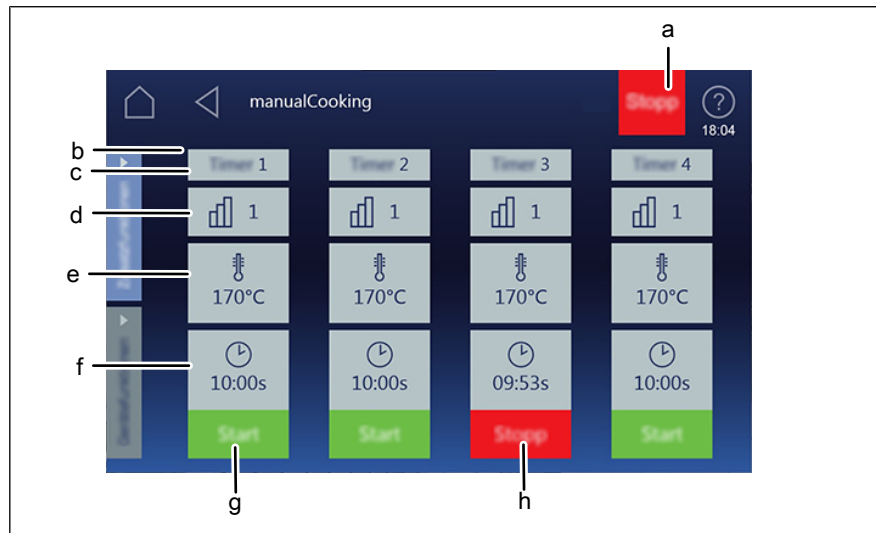 a
manualCooking
Stopp
?
18:04
b
c
d
e
f
Timer 1
Timer 2
Timer 3
Timer 4
1
1
1
1
170°C
170°C
170°C
170°C
10:00s
10:00s
09:53s
10:00s
Start
Start
Stopp
Start
g
h